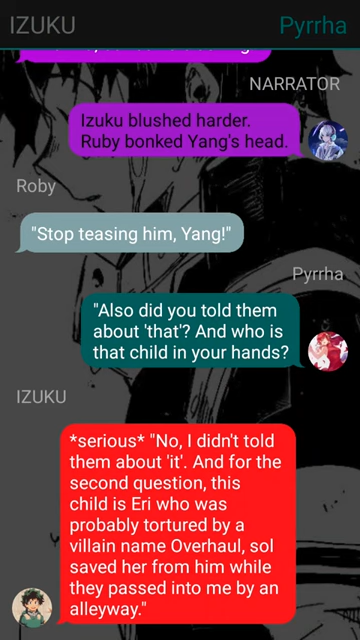 IZUKU
Pyrrha
NARRATOR
Izuku blushed harder.
Ruby bonked Yang's head.
Roby
"Stop teasing him, Yang!"
Pyrrha
"Also did you told them
about 'that'? And who is
that child in your hands?
IZUKU
*serious* "No, I didn't told
them about 'it'. And for the
second question, this
child is Eri who was
probably tortured by a
villain name Overhaul, soI
saved her from him while
they passed into me by an
alleyway."